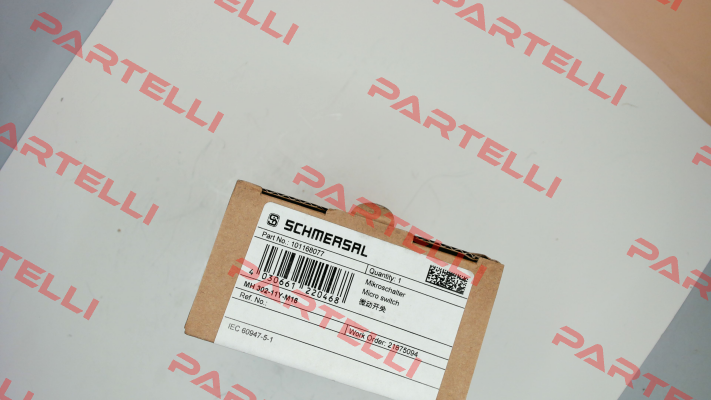 SCHMERSAL
Part No.: 101168077
Quantity: 1
4 030661 220468
Mikroschalter
Micro switch
微动开关
MH 302-11Y-M16
Ref. No.:
Work Order: 21875094
IEC 60947-5-1
PARTELLI
PARTELLI
PARTELLI
PARTELLI
PARTELLI
PARTELLI
PARTELLI
PARTELLI
PARTELLI
PARTELLI
PARTELLI